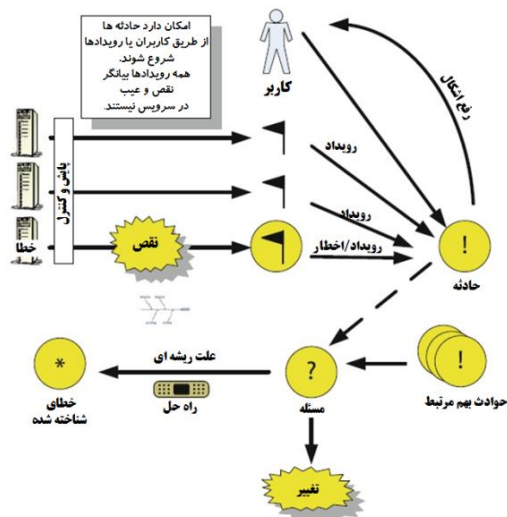 امکان دارد حادثه ها
از طریق کاربران یا رویدادها
شروع شوند.
همه رویدادها بیانگر
نقص و عیب
در سرویس نیستند.
کاربر
رفع اشکال
پایش و کنترل
رویداد
رویداد
خطا
نقص
رویداد/اخطار
!
حادثه
علت ریشه ای
*
?
!
راه حل
خطای
شناخته شده
مسئله
حوادث بهم مرتبط
تغییر